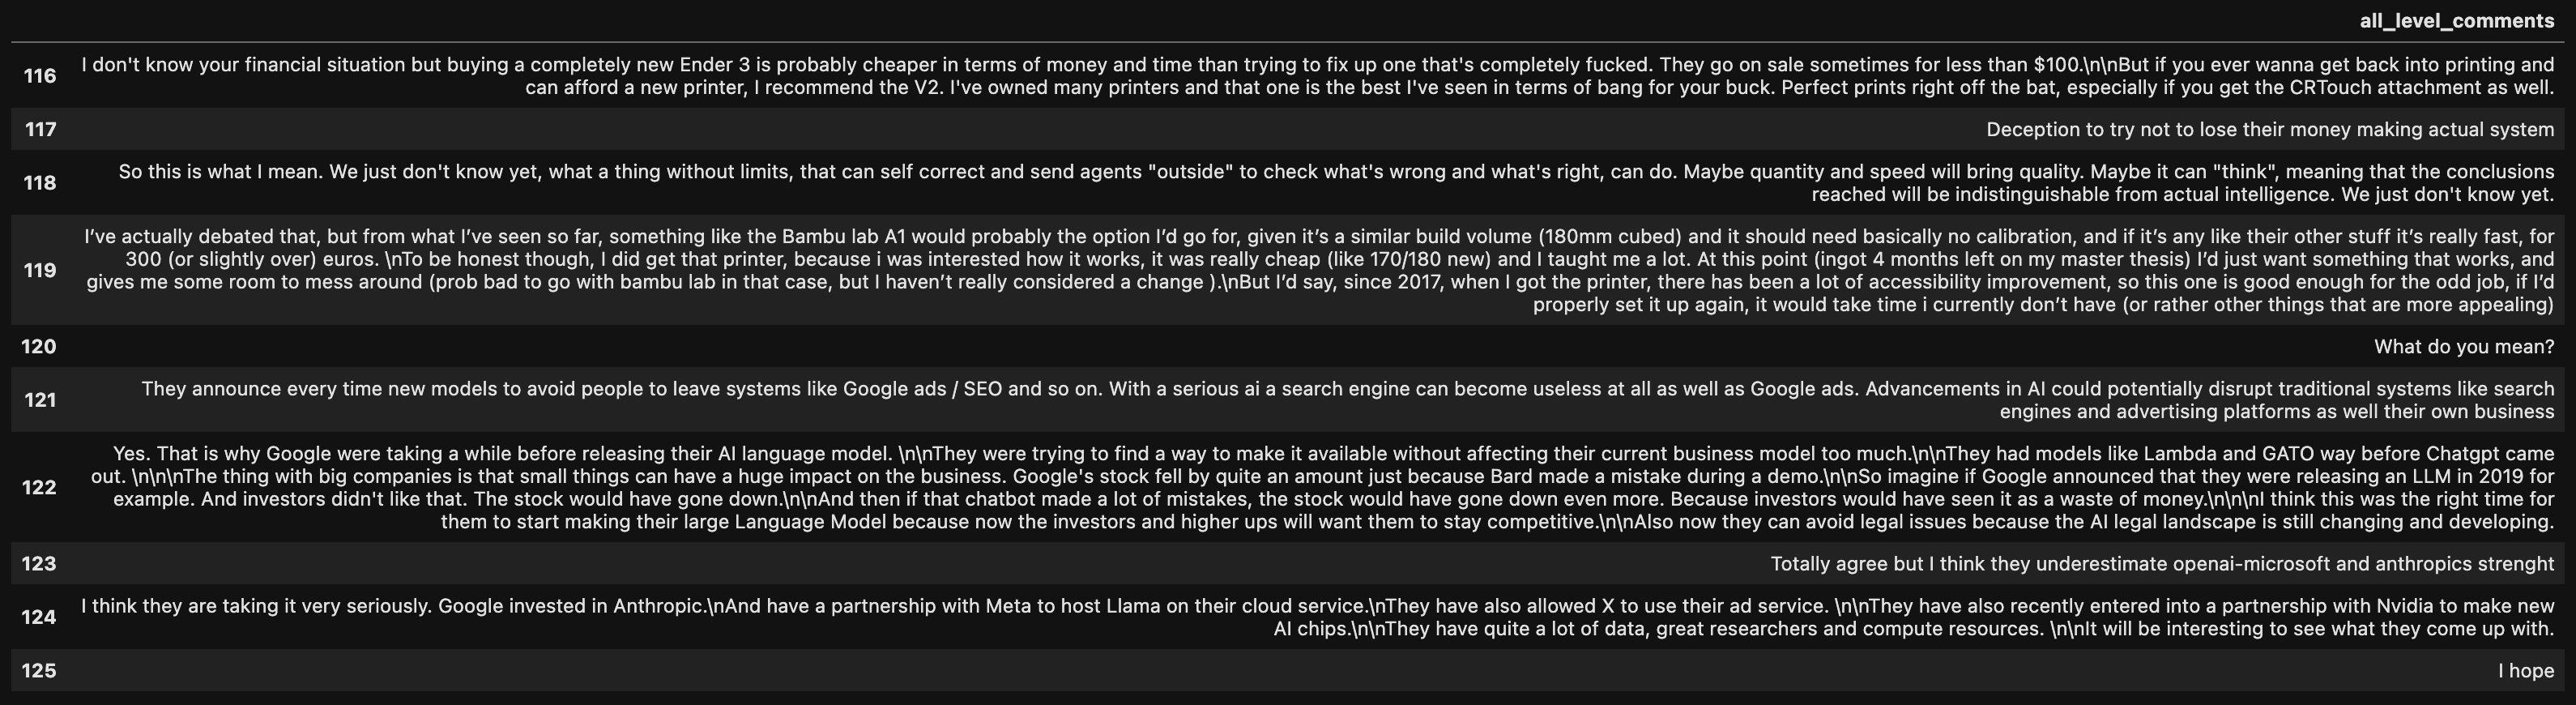 all_level_comments
116
I don't know your financial situation but buying a completely new Ender 3 is probably cheaper in terms of money and time than trying to fix up one that's completely fucked. They go on sale sometimes for less than $100.\n\nBut if you ever wanna get back into printing and
can afford a new printer, I recommend the V2. I've owned many printers and that one is the best I've seen in terms of bang for your buck. Perfect prints right off the bat, especially if you get the CRTouch attachment as well.
117
Deception to try not to lose their money making actual system
118
So this is what I mean. We just don't know yet, what a thing without limits, that can self correct and send agents "outside" to check what's wrong and what's right, can do. Maybe quantity and speed will bring quality. Maybe it can "think", meaning that the conclusions
reached will be indistinguishable from actual intelligence. We just don't know yet.
119
I’ve actually debated that, but from what I’ve seen so far, something like the Bambu lab A1 would probably the option I’d go for, given it’s a similar build volume (180mm cubed) and it should need basically no calibration, and if it’s any like their other stuff it’s really fast, for
300 (or slightly over) euros. \nTo be honest though, I did get that printer, because i was interested how it works, it was really cheap (like 170/180 new) and I taught me a lot. At this point (ingot 4 months left on my master thesis) I’d just want something that works, and
gives me some room to mess around (prob bad to go with bambu lab in that case, but I haven’t really considered a change ).\nBut I’d say, since 2017, when I got the printer, there has been a lot of accessibility improvement, so this one is good enough for the odd job, if I’d
properly set it up again, it would take time i currently don’t have (or rather other things that are more appealing)
120
What do you mean?
121
They announce every time new models to avoid people to leave systems like Google ads / SEO and so on. With a serious ai a search engine can become useless at all as well as Google ads. Advancements in AI could potentially disrupt traditional systems like search
engines and advertising platforms as well their own business
122
Yes. That is why Google were taking a while before releasing their AI language model. \n\nThey were trying to find a way to make it available without affecting their current business model too much.\n\nThey had models like Lambda and GATO way before Chatgpt came
out. \n\n\nThe thing with big companies is that small things can have a huge impact on the business. Google's stock fell by quite an amount just because Bard made a mistake during a demo.\n\nSo imagine if Google announced that they were releasing an LLM in 2019 for
example. And investors didn't like that. The stock would have gone down.\n\nAnd then if that chatbot made a lot of mistakes, the stock would have gone down even more. Because investors would have seen it as a waste of money.\n\n\nI think this was the right time for
them to start making their large Language Model because now the investors and higher ups will want them to stay competitive.\n\nAlso now they can avoid legal issues because the AI legal landscape is still changing and developing.
123
Totally agree but I think they underestimate openai-microsoft and anthropics strenght
124
I think they are taking it very seriously. Google invested in Anthropic.\nAnd have a partnership with Meta to host Llama on their cloud service.\nThey have also allowed X to use their ad service. \n\nThey have also recently entered into a partnership with Nvidia to make new
AI chips.\n\nThey have quite a lot of data, great researchers and compute resources. \n\nIt will be interesting to see what they come up with.
125
I hope